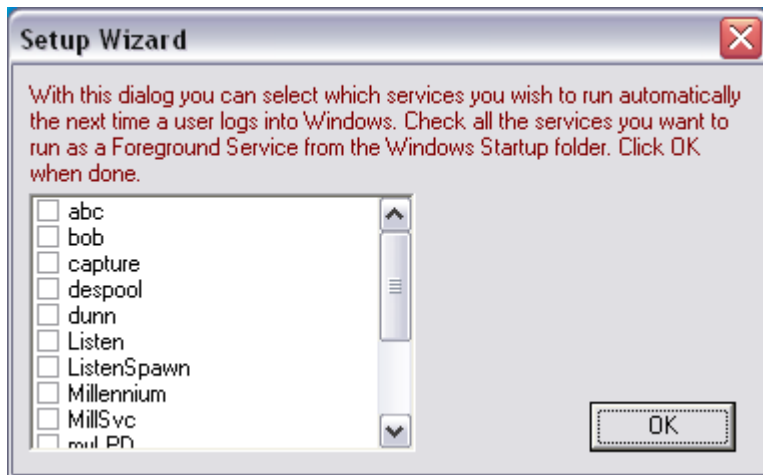 Setup Wizard
With this dialog you can select which services you wish to run automatically
the next time a user logs into Windows. Check all the services you want to
run as a Foreground Service from the Windows Startup folder. Click OK
when done.
abc
bob
capture
despool
dunn
Listen
ListenSpawn
Millennium
MillSvc
OK